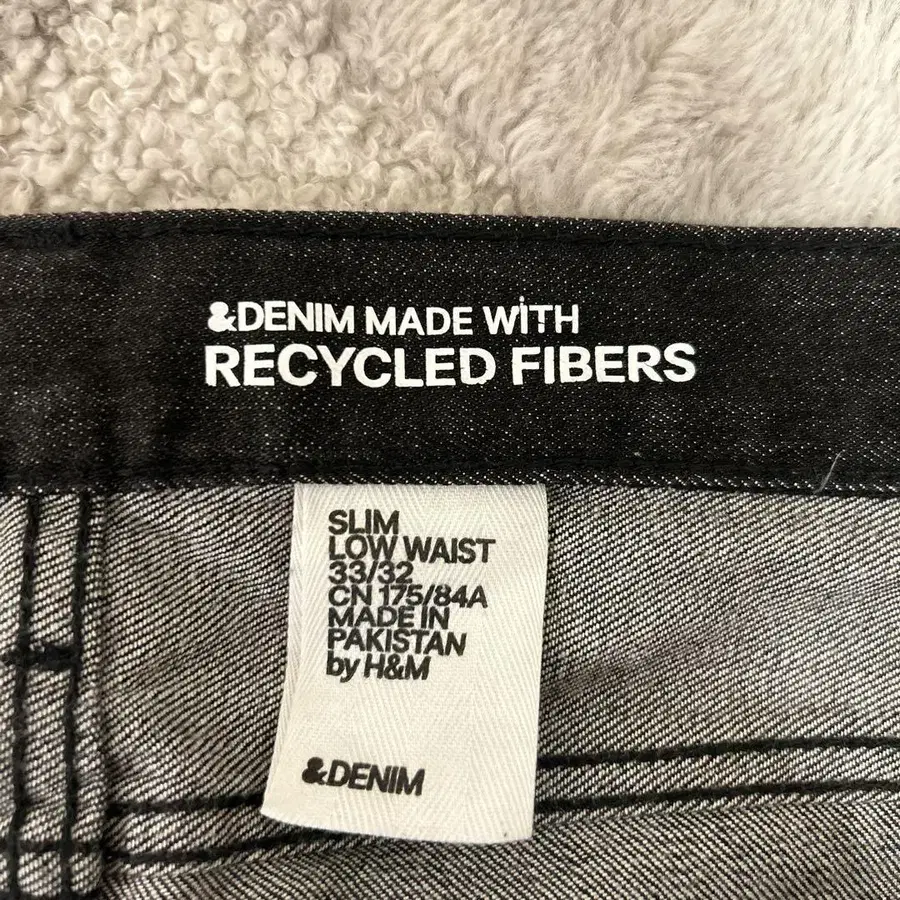 &DENIM MADE WiTH
RECYCLED FIBERS
SLIM
LOW WAIST
33/32
CN 175/84A
MADE IN
PAKISTAN
by H&M
&DENIM